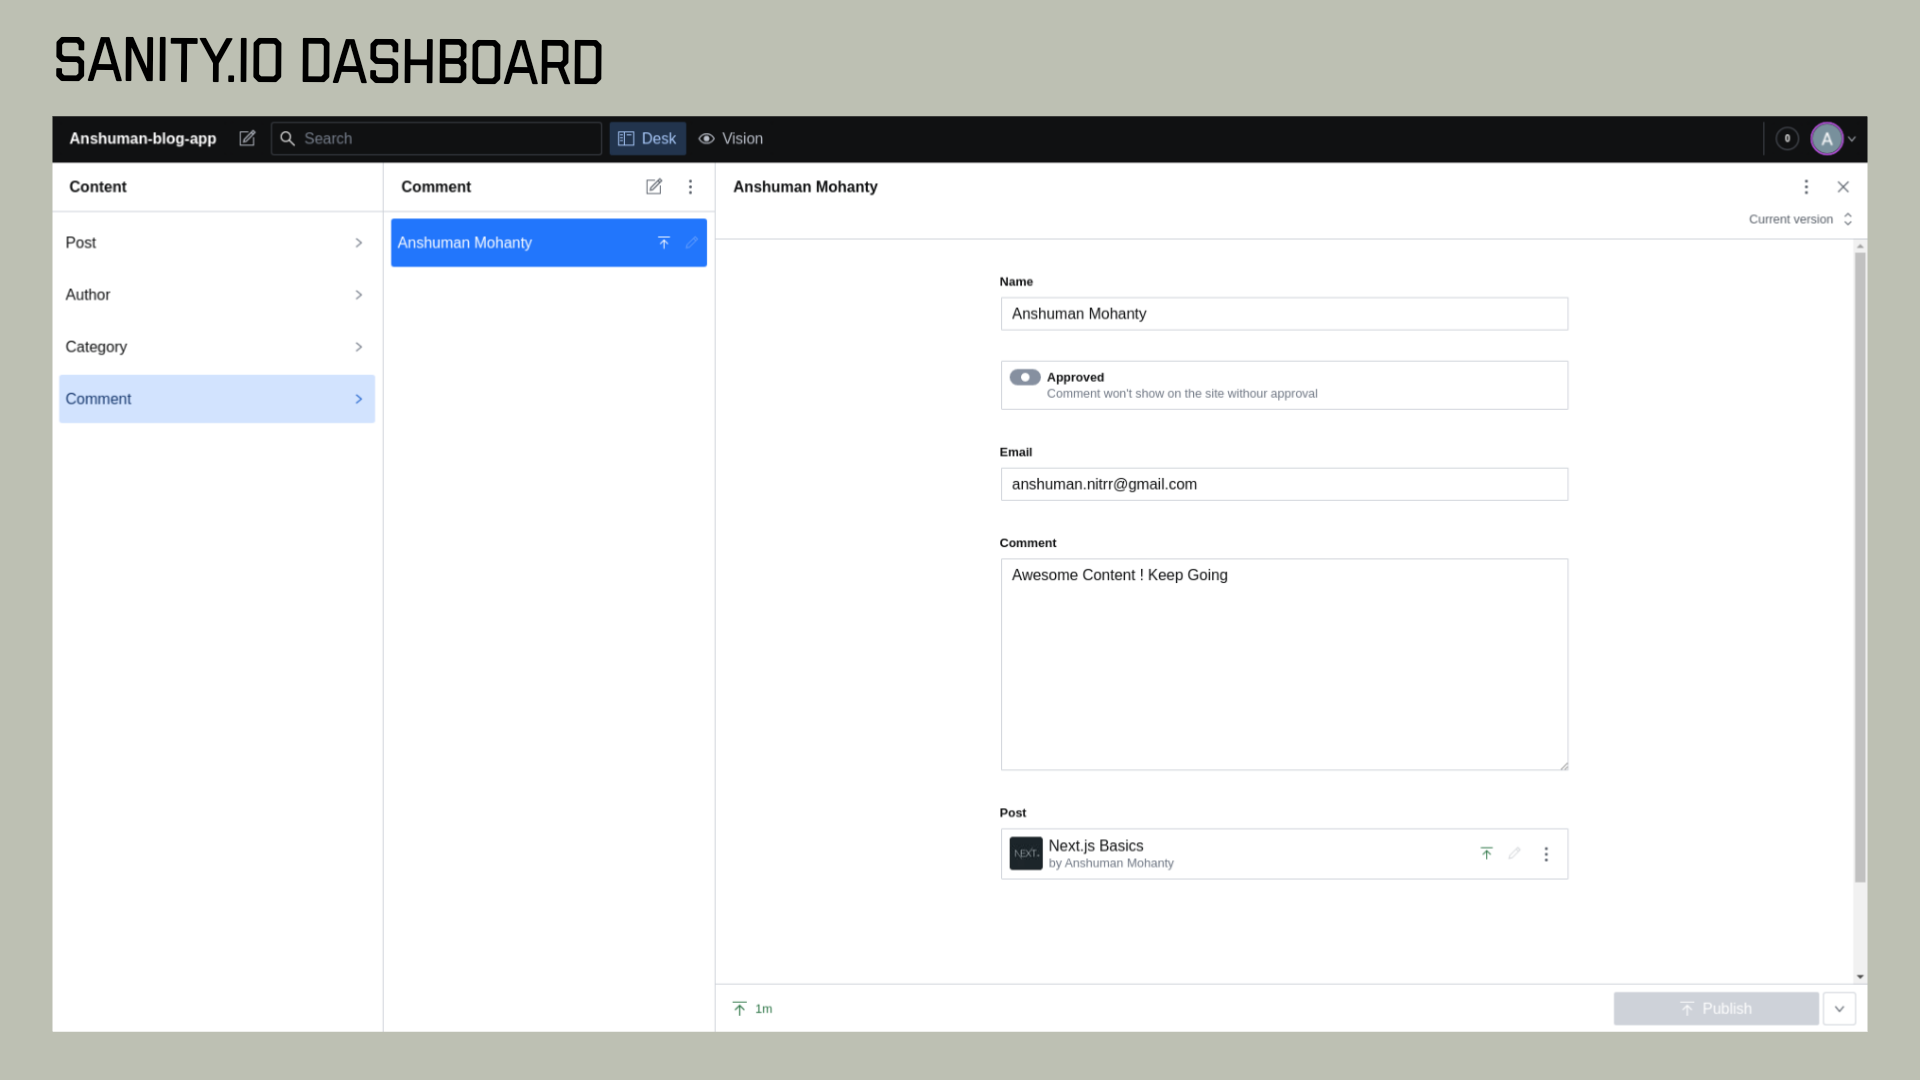 SANITY.IO DASHBOARD
Anshuman-blog-app
Search
Desk
Vision
0
A
Content
Post
Author
Category
Comment
Comment
Anshuman Mohanty
Anshuman Mohanty
Current version
Name
Anshuman Mohanty
Approved
Comment won't show on the site withour approval
Email
anshuman.nitrr@gmail.com
Comment
Awesome Content ! Keep Going
Post
NEXT.
Next.js Basics
by Anshuman Mohanty
1m
Publish